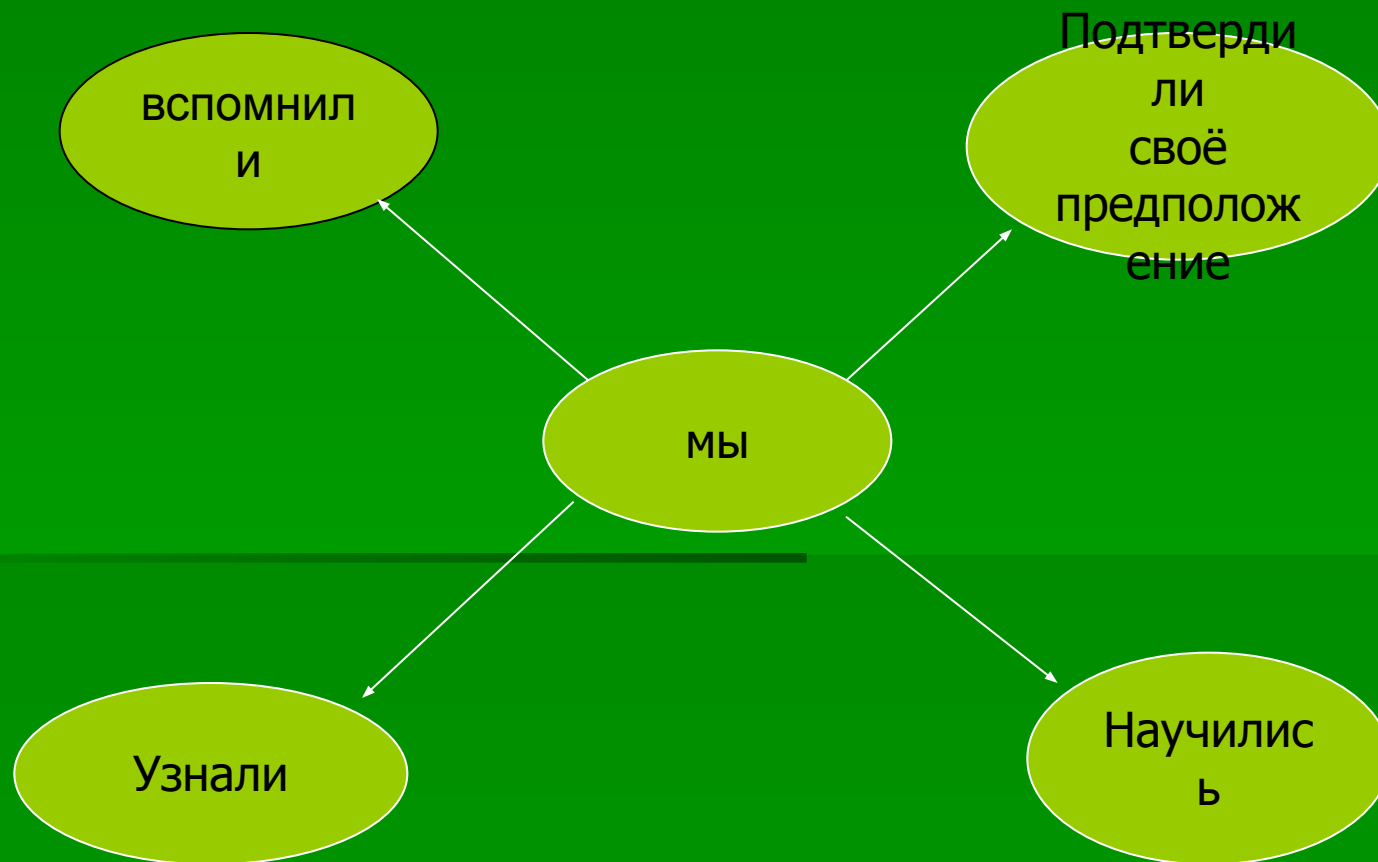 вспомнил
и
Подтверди
ли
своё
предполож
ение
мы
Узнали
Научилис
ь